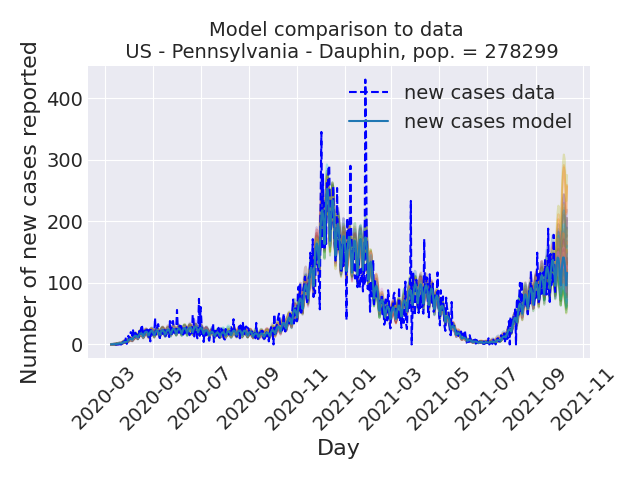 Model comparison to data
US - Pennsylvania - Dauphin, pop. = 278299
Number of new cases reported
400
300
200
100
0
new cases data
new cases model
2020-03
2020-05
2020-07
2020-09
2020-11
2021-01
2021-03
2021-05
2021-07
2021-09
2021-11
Day